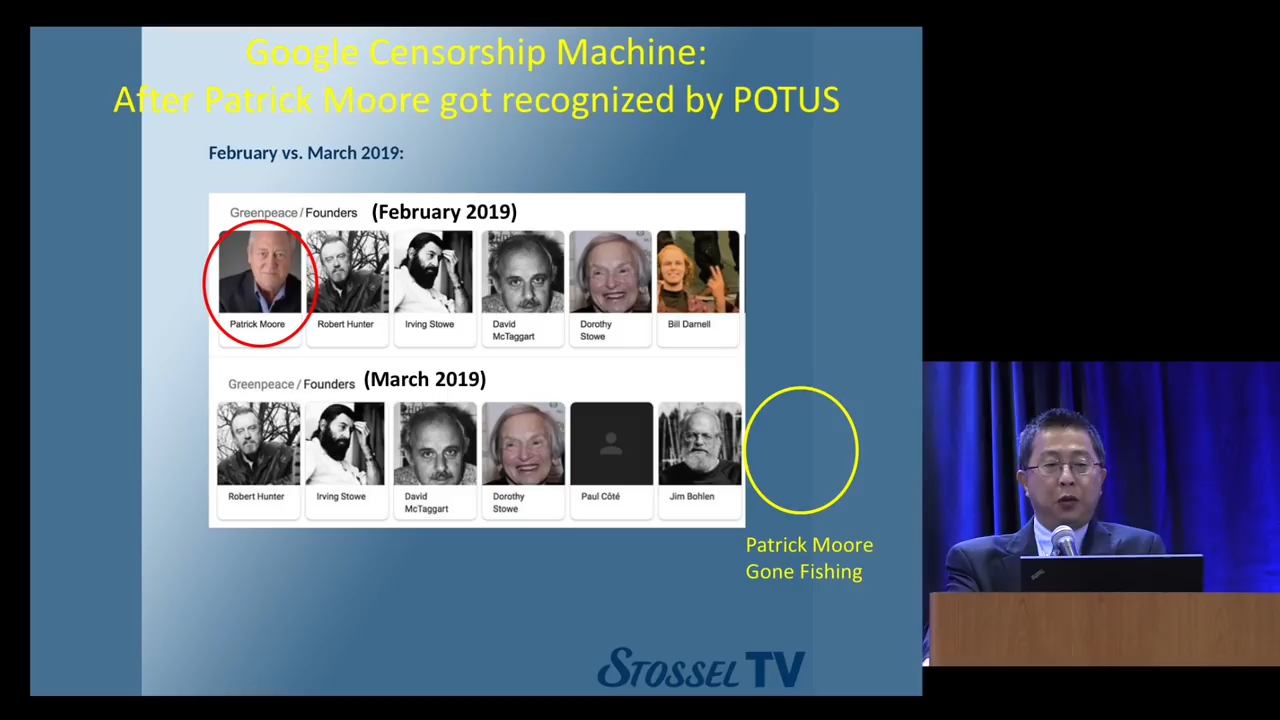 Google Censorship Machine:
After Patrick Moore got recognized by POTUS
February vs. March 2019:
Greenpeace / Founders (February 2019)
Patrick Moore
Robert Hunter
Irving Stowe
David
McTaggart
Dorothy
Stowe
Bill Darnell
Greenpeace / Founders (March 2019)
Robert Hunter
Irving Stowe
David
McTaggart
Dorothy
Stowe
Paul Côté
Jim Bohlen
Patrick Moore
Gone Fishing
STOSSEL TV